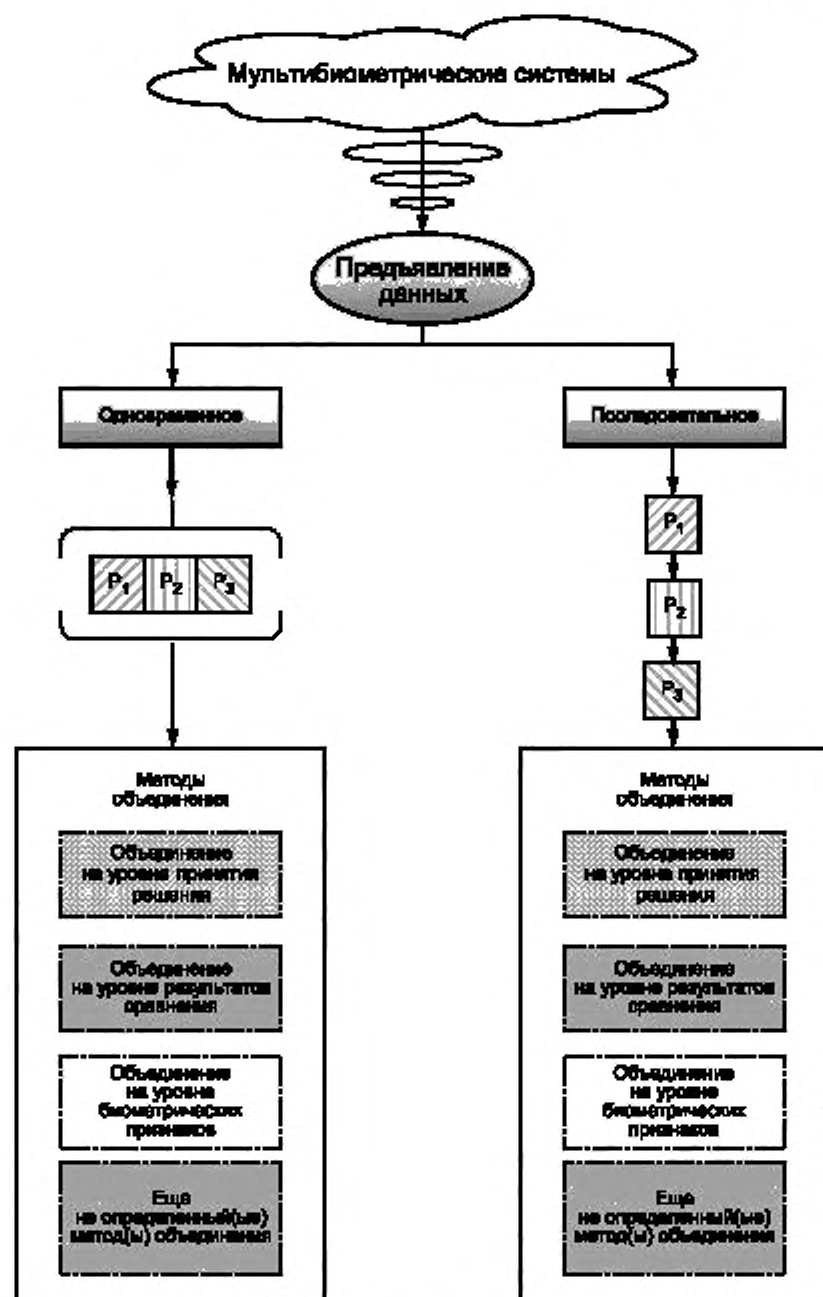 Мультибиометрические системы
Предъявление
данных
Одновременное
Последовательное
P1 P2 P3
P1
P2
P3
Методы
объединения
Объединение
на уровне принятия
решения
Объединение
на уровне результатов
сравнения
Объединение
на уровне
биометрических
признаков
Еще
не определенный(ые)
метод(ы) объединения
Методы
объединения
Объединение
на уровне принятия
решения
Объединение
на уровне результатов
сравнения
Объединение
на уровне
биометрических
признаков
Еще
не определенный(ые)
метод(ы) объединения